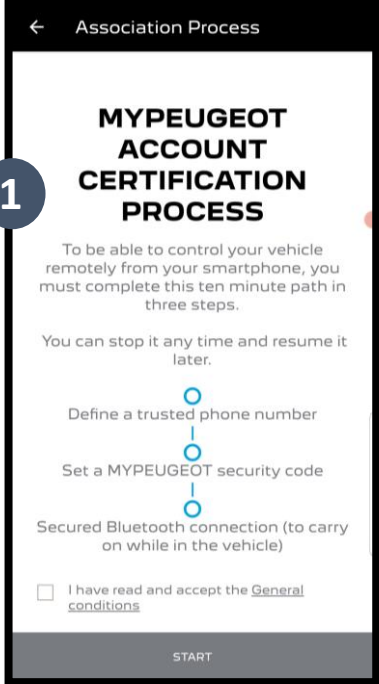 Association Process
MYPEUGEOT
ACCOUNT
CERTIFICATION
PROCESS
1
To be able to control your vehicle
remotely from your smartphone, you
must complete this ten minute path in
three steps.
You can stop it any time and resume it
later.
Define a trusted phone number
Set a MYPEUGEOT security code
Secured Bluetooth connection (to carry
on while in the vehicle)
I have read and accept the General
conditions
START